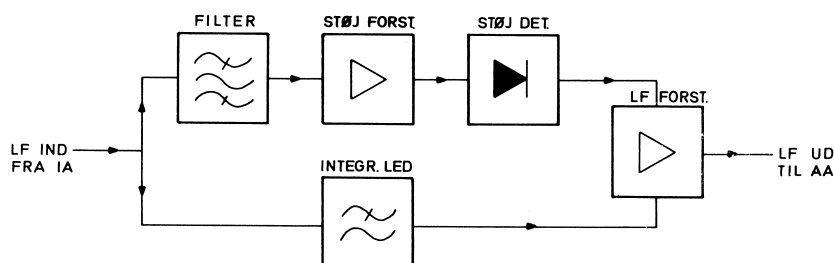 FILTER
STØJ FORST.
STØJ DET.
LF FORST.
LF IND
FRA IA
INTEGR. LED
LF UD
TIL AA